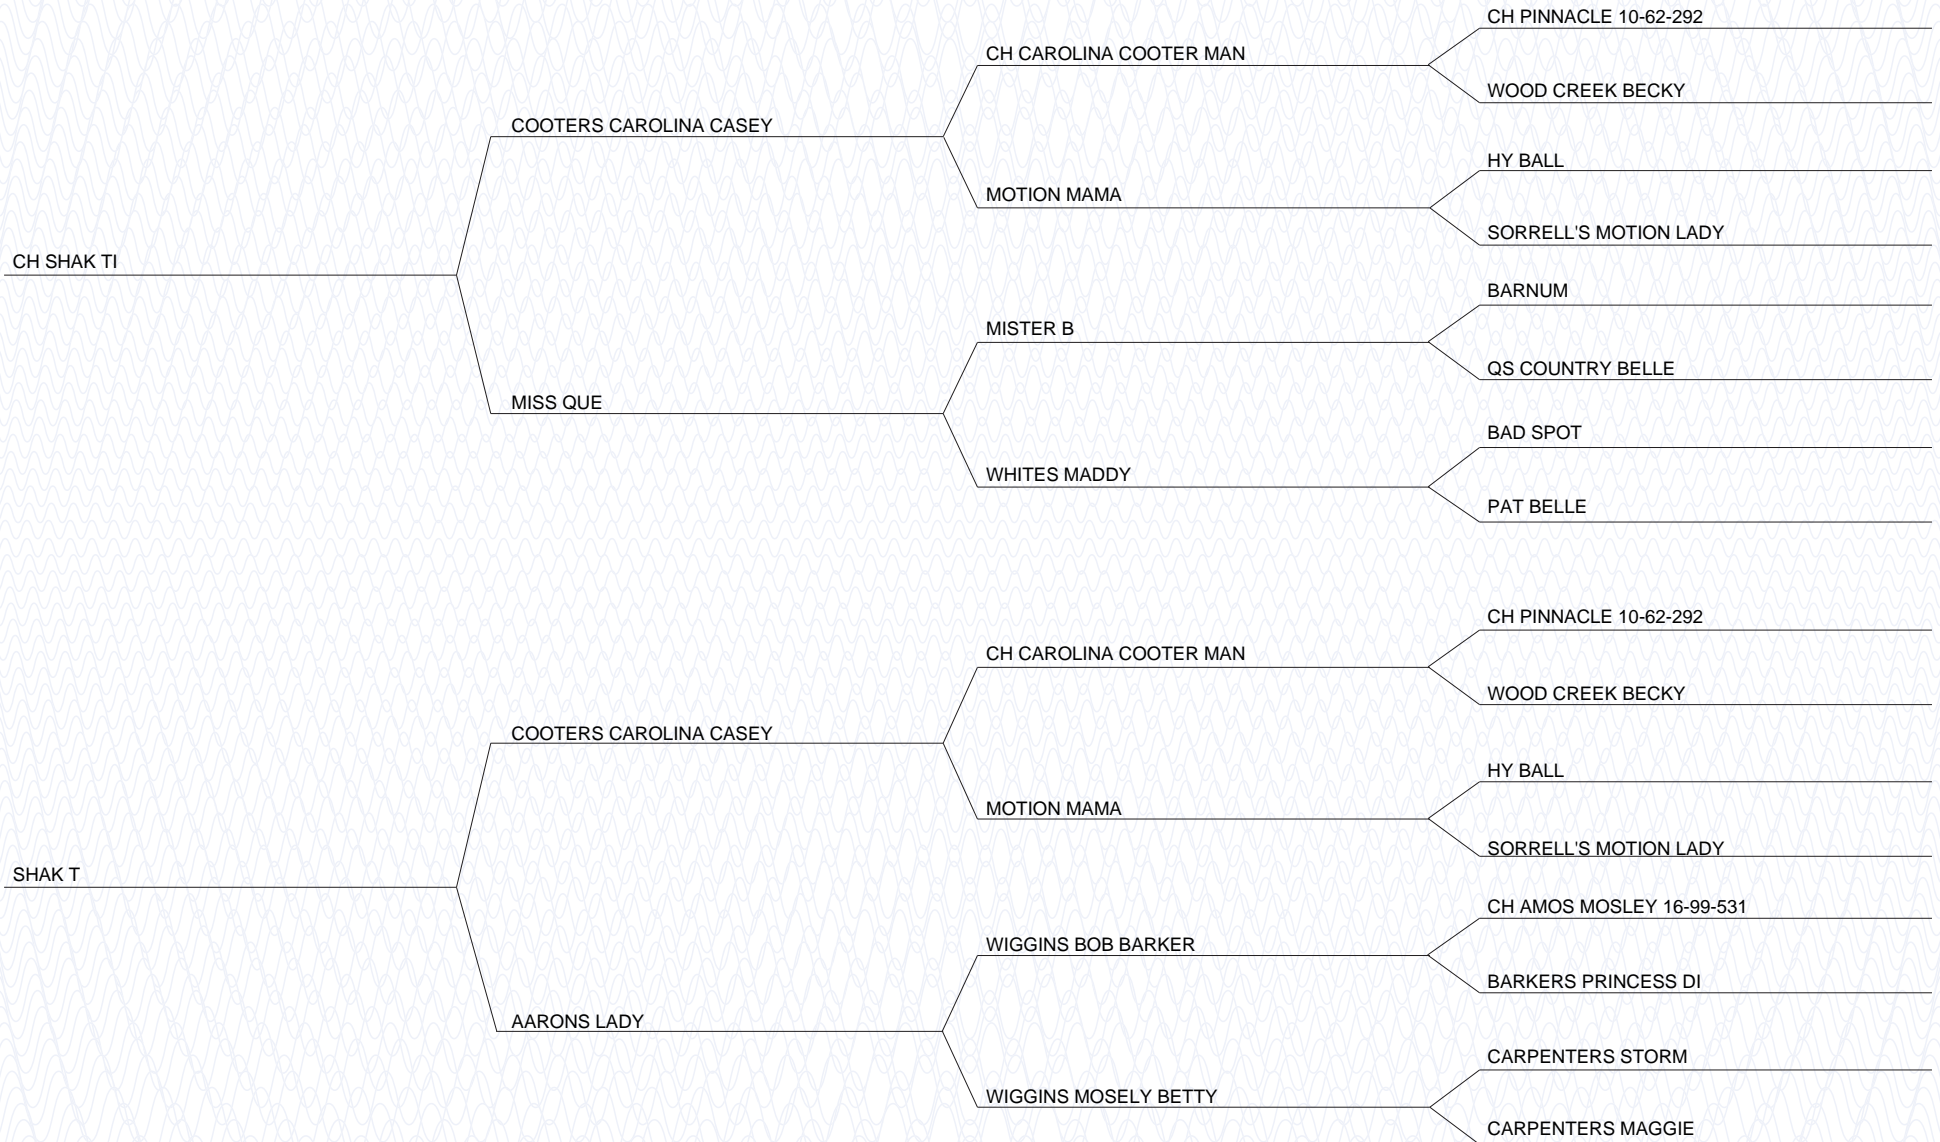 CH PINNACLE 10-62-292
CH CAROLINA COOTER MAN
WOOD CREEK BECKY
COOTERS CAROLINA CASEY
HY BALL
MOTION MAMA
SORRELL'S MOTION LADY
CH SHAK TI
BARNUM
MISTER B
QS COUNTRY BELLE
MISS QUE
BAD SPOT
WHITES MADDY
PAT BELLE
CH PINNACLE 10-62-292
CH CAROLINA COOTER MAN
WOOD CREEK BECKY
COOTERS CAROLINA CASEY
HY BALL
MOTION MAMA
SORRELL'S MOTION LADY
SHAK T
CH AMOS MOSLEY 16-99-531
WIGGINS BOB BARKER
BARKERS PRINCESS DI
AARONS LADY
CARPENTERS STORM
WIGGINS MOSELY BETTY
CARPENTERS MAGGIE